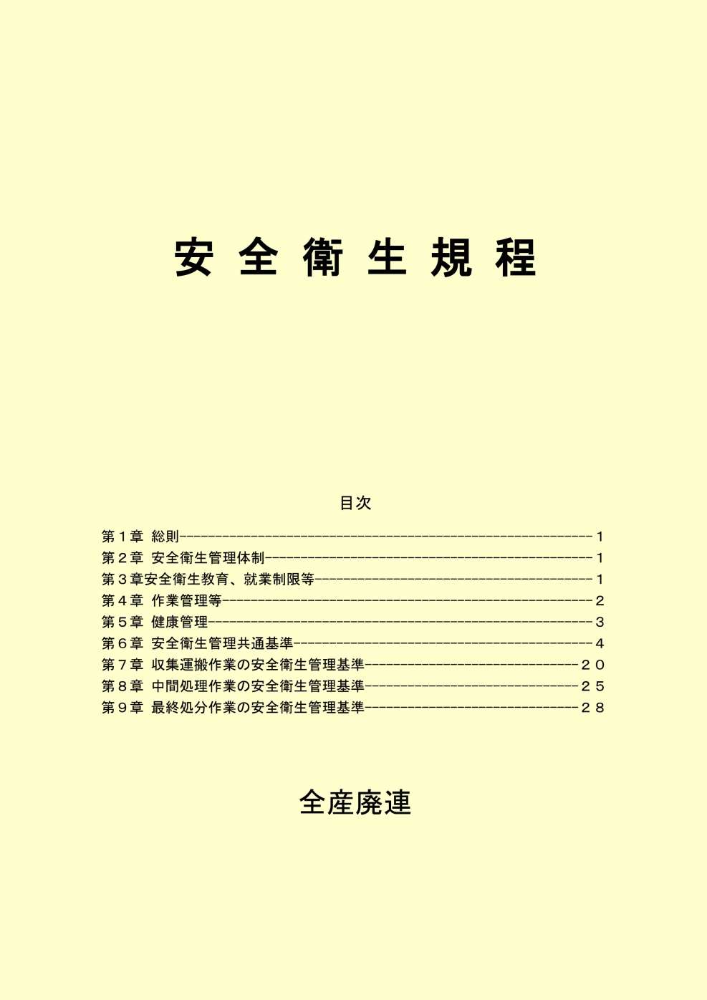 安全衛生規程
目次
第１章 総則-----------------------------------------------------------１
第２章 安全衛生管理体制-----------------------------------------------１
第３章安全衛生教育、就業制限等----------------------------------------１
第４章 作業管理等-----------------------------------------------------２
第５章 健康管理-------------------------------------------------------３
第６章 安全衛生管理共通基準-------------------------------------------４
第７章 収集運搬作業の安全衛生管理基準-------------------------------２０
第８章 中間処理作業の安全衛生管理基準-------------------------------２５
第９章 最終処分作業の安全衛生管理基準-------------------------------２８
全産廃連